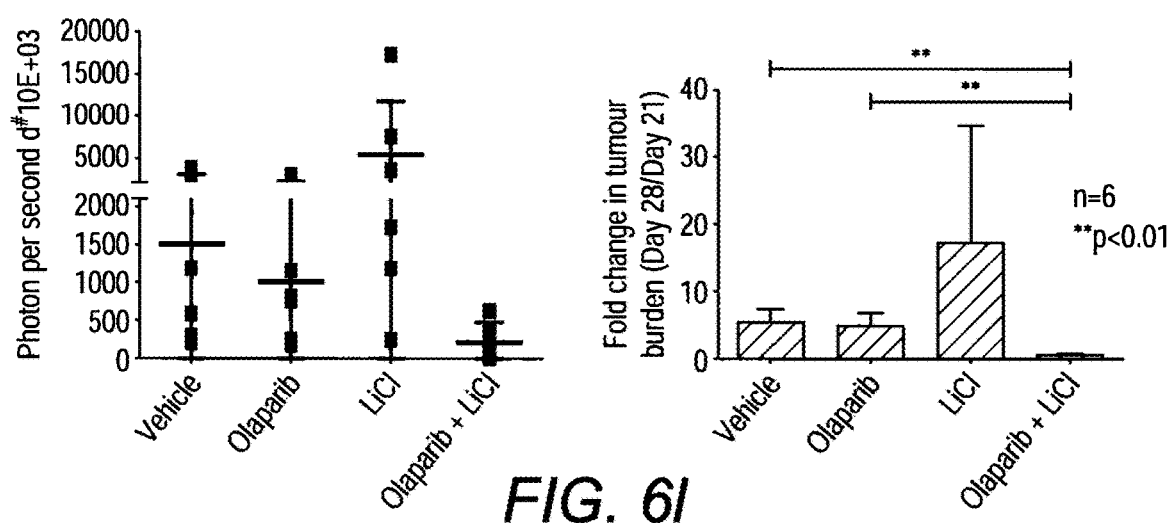 Photon per second d#10E+03
20000
15000
10000
5000
2000
1500
1000
500
0
Vehicle
Olaparib
LiCl
Olaparib + LiCl
Fold change in tumour
burden (Day 28/Day 21)
40
30
20
10
0
**
**
n=6
**p<0.01
Vehicle
Olaparib
LiCl
Olaparib + LiCl
FIG. 6I